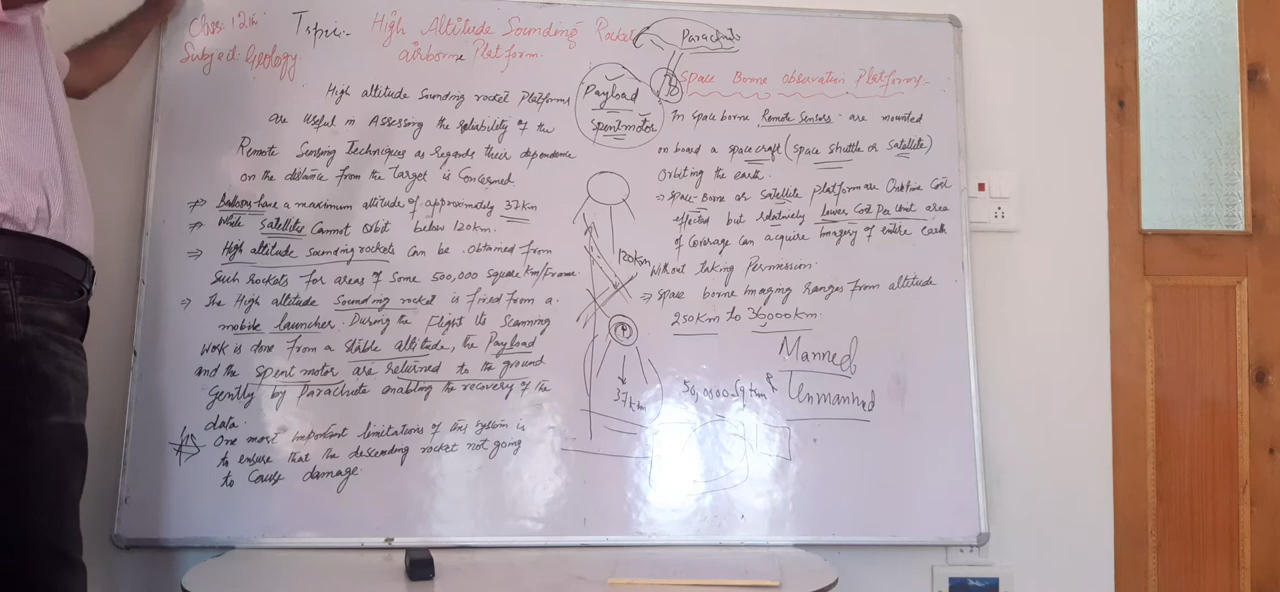 Class: 12th
Subject: Geology.
Topic:- High Altitude Sounding Rocket
airborne Platform.
High altitude sounding rocket Platforms
are useful in Assessing the reliability of the
Remote Sensing Techniques as regards their dependence
on the distance from the Target is Concerned
⇒ Balloons have a maximum altitude of approximately 37km
⇒ While satellites Cannot Orbit below 120km.
⇒ High altitude sounding rockets Can be Obtained from
Such rockets for areas of Some 500,000 Square Km/Frame.
⇒ The High altitude Sounding rocket is fired from a
mobile launcher. During the Flight its Scanning
Work is done from a Stable altitude, the Payload
and the Spent motor are returned to the ground
Gently by Parachute enabling the recovery of the
data.
One most important limitations of this system is
to ensure that the descending rocket not going
to Cause damage.
Parachute
Payload
spentmotor
120km
P
37km
50,0000 Sq km
Space Borne Observation Platforms-
In Space borne, Remote Sensors are mounted
on board a spacecraft (Space Shuttle or Satellite)
Orbiting the earth.
⇒ Space-Borne or Satellite Platform are Onetime Cost
effected but relatively lower Cost Per Unit area
of Coverage Can acquire Imagery of entire earth
Without taking Permission.
⇒ Space borne Imaging ranges From altitude
250km to 36,000km.
Manned
&
Unmanned